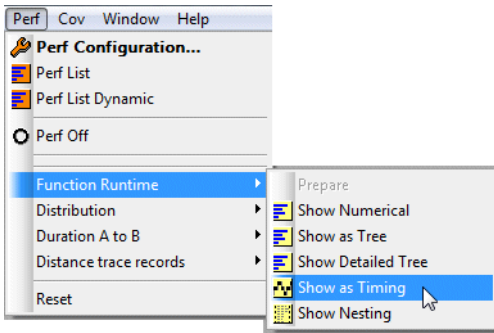 Perf Cov Window Help
Perf Configuration...
Perf List
Perf List Dynamic
Perf Off
Function Runtime
Distribution
Duration A to B
Distance trace records
Reset
Prepare
Show Numerical
Show as Tree
Show Detailed Tree
Show as Timing
Show Nesting